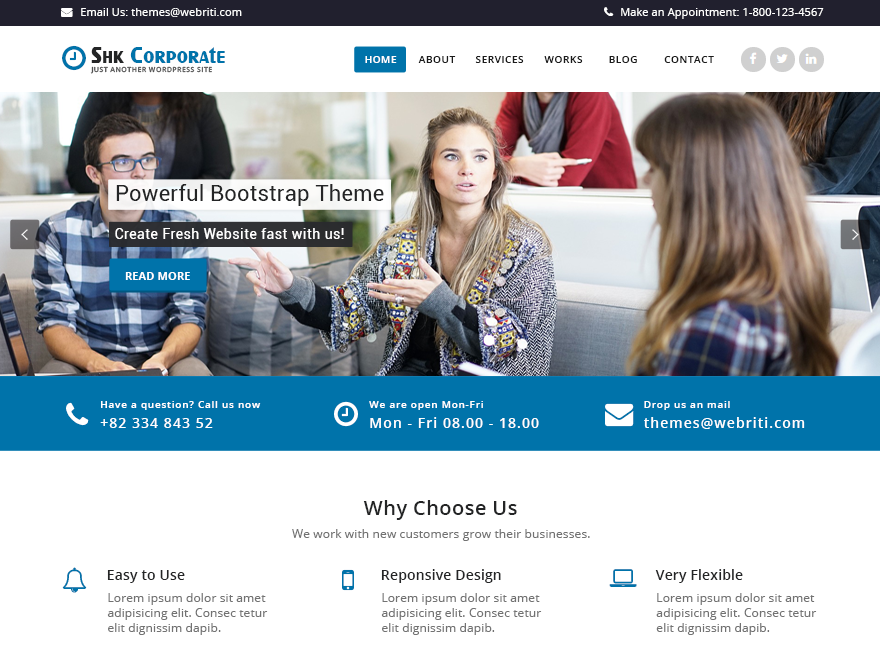 Email Us: themes@webriti.com
Make an Appointment: 1-800-123-4567
Shk Corporate
JUST ANOTHER WORDPRESS SITE
HOME
ABOUT
SERVICES
WORKS
BLOG
CONTACT
Powerful Bootstrap Theme
Create Fresh Website fast with us!
READ MORE
Have a question? Call us now
+82 334 843 52
We are open Mon-Fri
Mon - Fri 08.00 - 18.00
Drop us an mail
themes@webriti.com
Why Choose Us
We work with new customers grow their businesses.
Easy to Use
Lorem ipsum dolor sit amet
adipisicing elit. Consec tetur
elit dignissim dapib.
Reponsive Design
Lorem ipsum dolor sit amet
adipisicing elit. Consec tetur
elit dignissim dapib.
Very Flexible
Lorem ipsum dolor sit amet
adipisicing elit. Consec tetur
elit dignissim dapib.